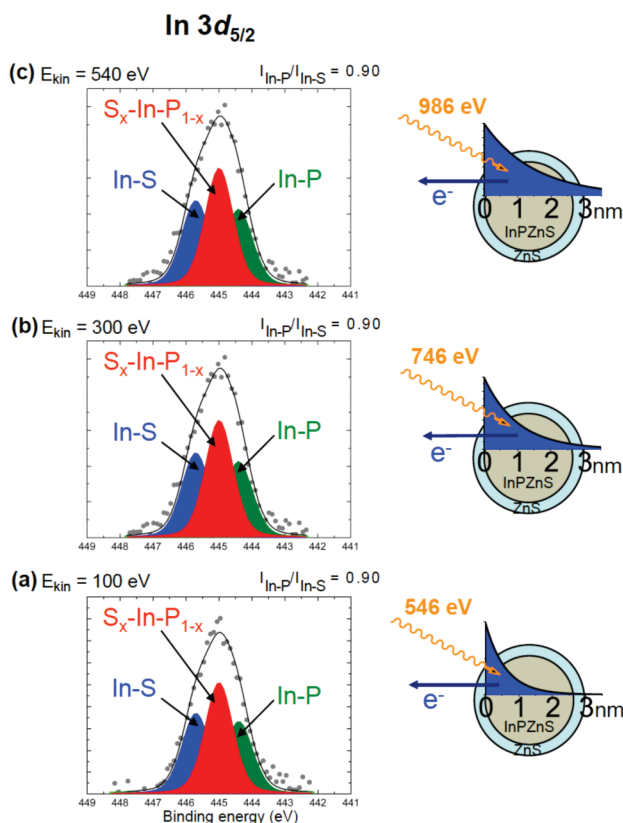 In 3d5/2
(c) Ekin = 540 eV
IIn-P/IIn-S = 0.90
Sx-In-P1-x
In-S
In-P
449 448 447 446 445 444 443 442 441
986 eV
e-
0 1 2 3nm
InPZnS
ZnS
(b) Ekin = 300 eV
IIn-P/IIn-S = 0.90
Sx-In-P1-x
In-S
In-P
449 448 447 446 445 444 443 442 441
746 eV
e-
0 1 2 3nm
InPZnS
ZnS
(a) Ekin = 100 eV
IIn-P/IIn-S = 0.90
Sx-In-P1-x
In-S
In-P
449 448 447 446 445 444 443 442 441
Binding energy (eV)
546 eV
e-
0 1 2 3nm
InPZnS
ZnS